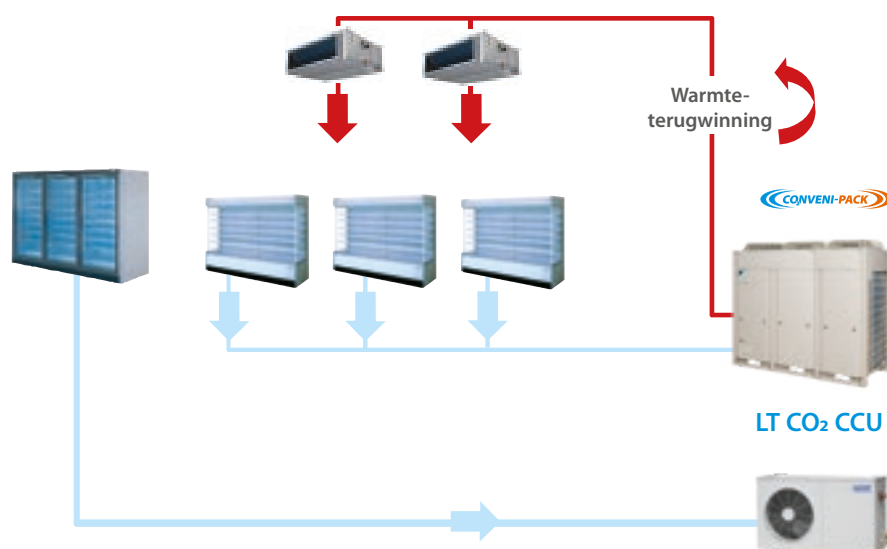 Warmte-
terugwinning
CONVENI-PACK
LT CO₂ CCU